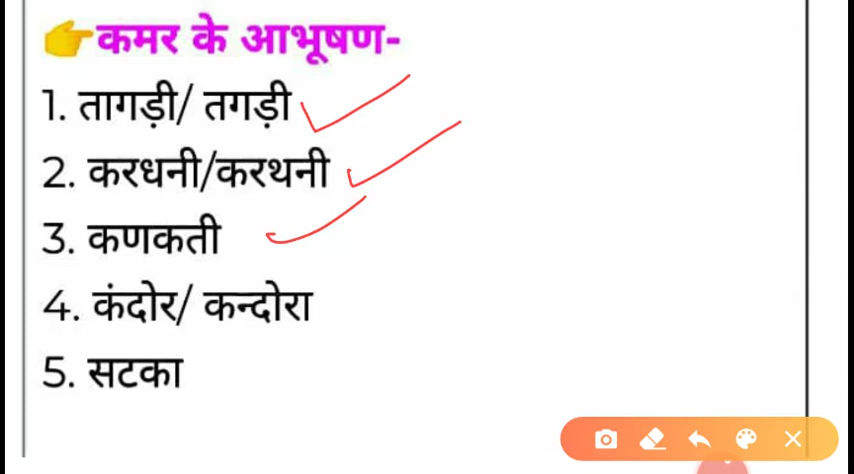 👉कमर के आभूषण-
1. तागड़ी/ तगड़ी
2. करधनी/करथनी
3. कणकती
4. कंदोर/ कन्दोरा
5. सटका